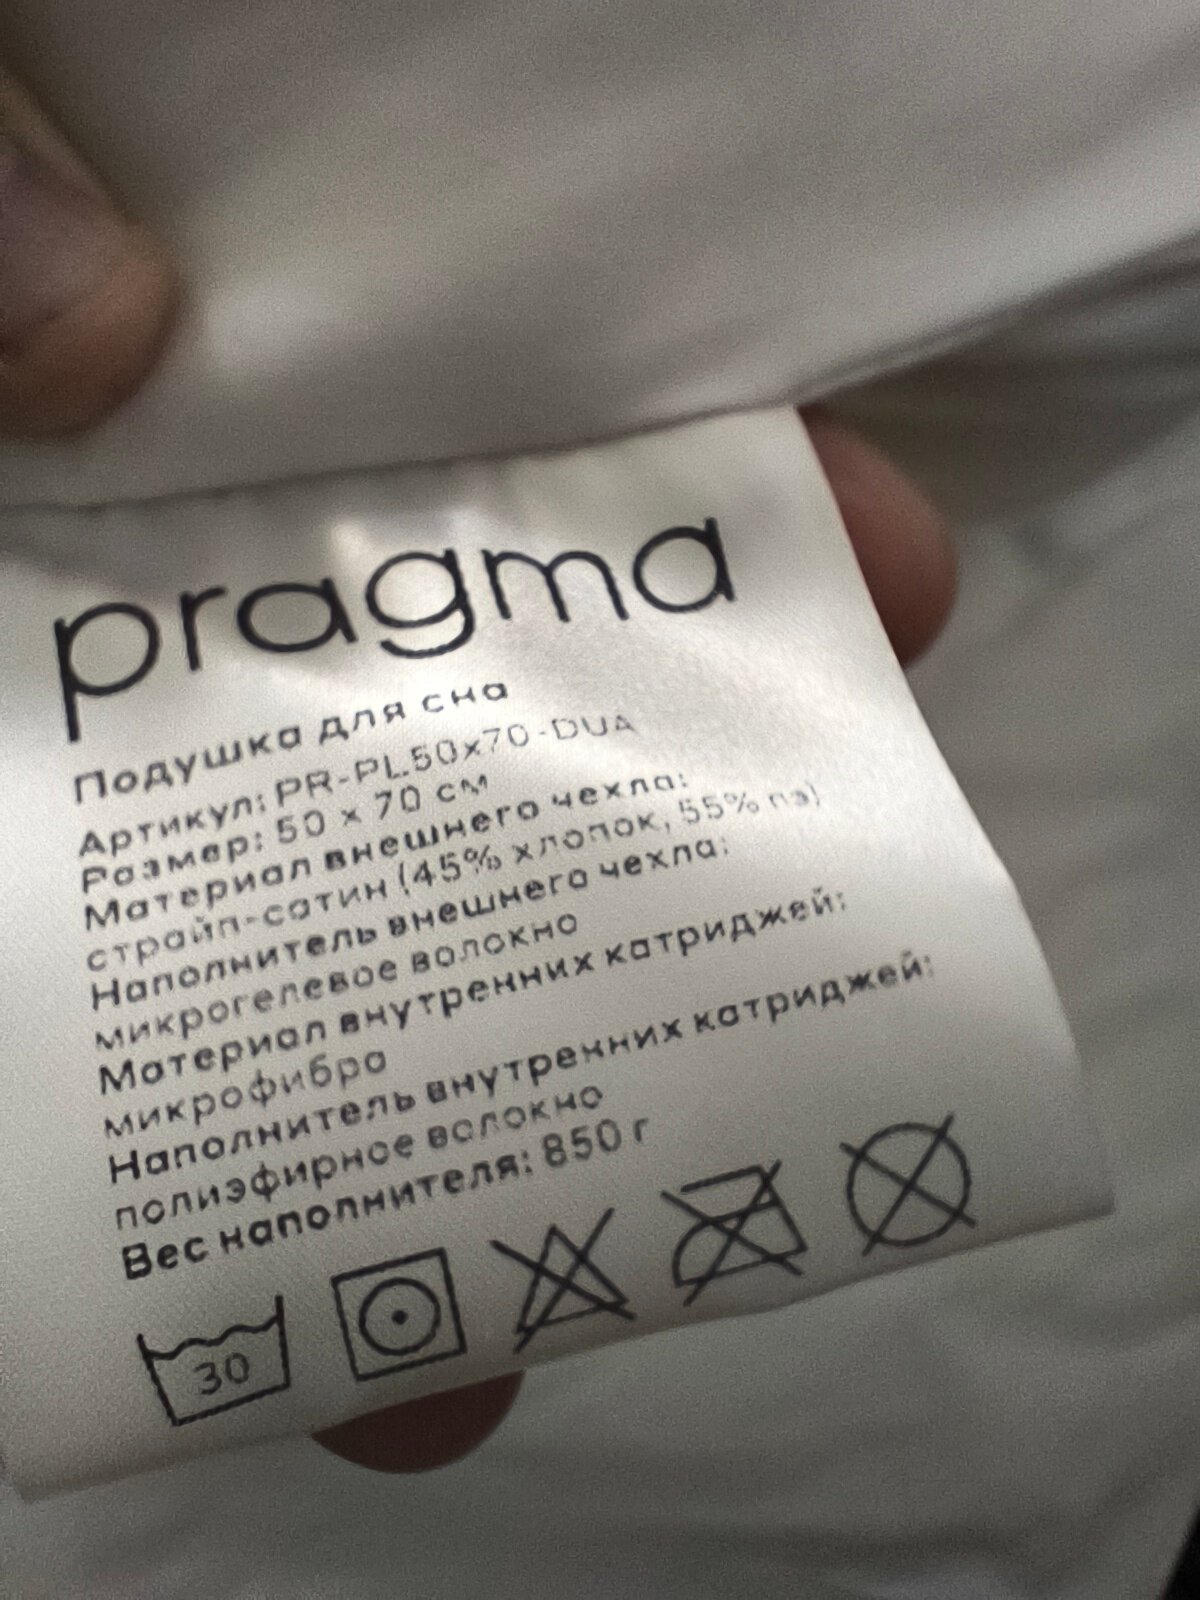 pragma
Подушка для сна
Артикул: PR-PL50x70-DUA
Размер: 50 x 70 см
Материал внешнего чехла:
страйп-сатин (45% хлопок, 55% пэ)
Наполнитель внешнего чехла:
микрогелевое волокно
Материал внутренних катриджей:
микрофибра
Наполнитель внутренних катриджей:
полиэфирное волокно
Вес наполнителя: 850 г
30